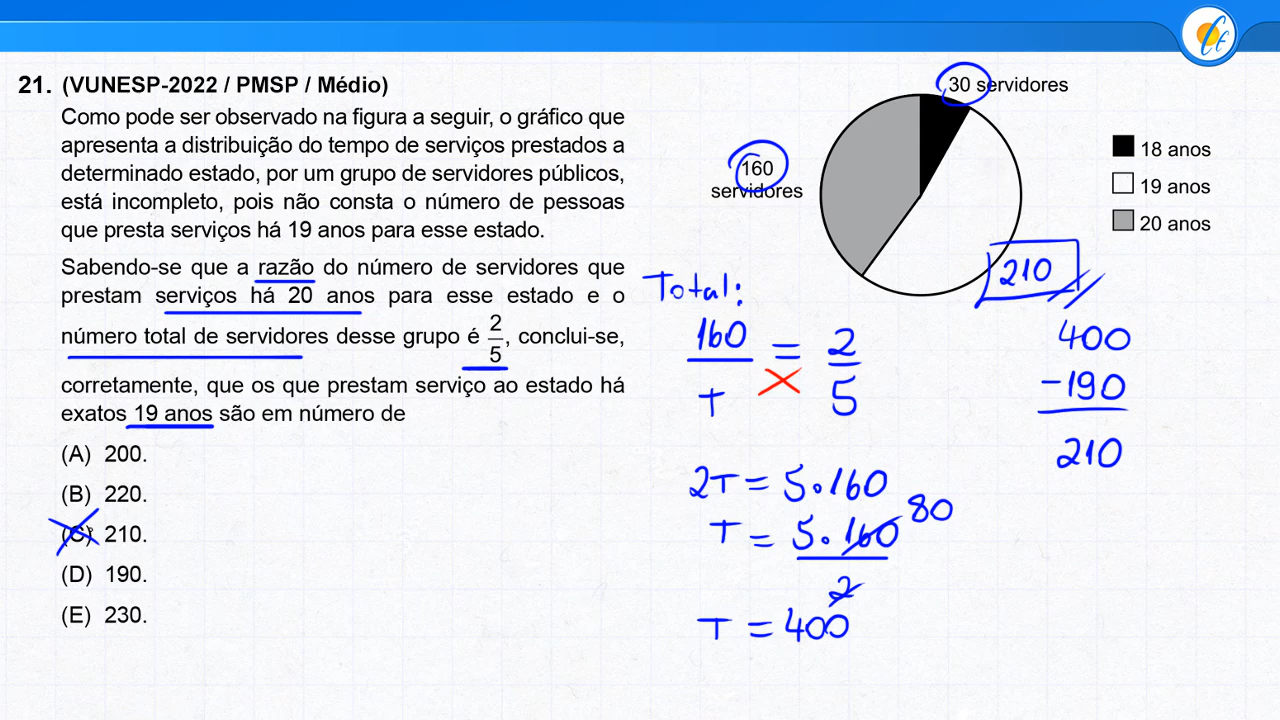 21. (VUNESP-2022 / PMSP / Médio)
Como pode ser observado na figura a seguir, o gráfico que
apresenta a distribuição do tempo de serviços prestados a
determinado estado, por um grupo de servidores públicos,
está incompleto, pois não consta o número de pessoas
que presta serviços há 19 anos para esse estado.
Sabendo-se que a razão do número de servidores que
prestam serviços há 20 anos para esse estado e o
número total de servidores desse grupo é 2/5, conclui-se,
corretamente, que os que prestam serviço ao estado há
exatos 19 anos são em número de
(A) 200.
(B) 220.
(C) 210.
(D) 190.
(E) 230.
30 servidores
160
servidores
18 anos
19 anos
20 anos
210
Total:
160/T = 2/5
2T = 5.160
T = 5.160/2 80
T = 400
400
-190
210
CE